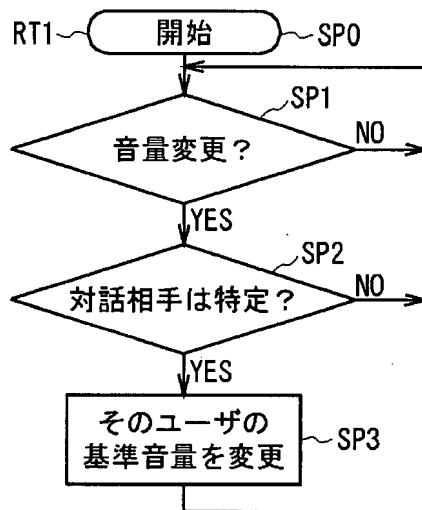 RT1 開始 SP0
SP1
音量変更？ NO
YES
SP2
対話相手は特定？ NO
YES
そのユーザの
基準音量を変更 SP3